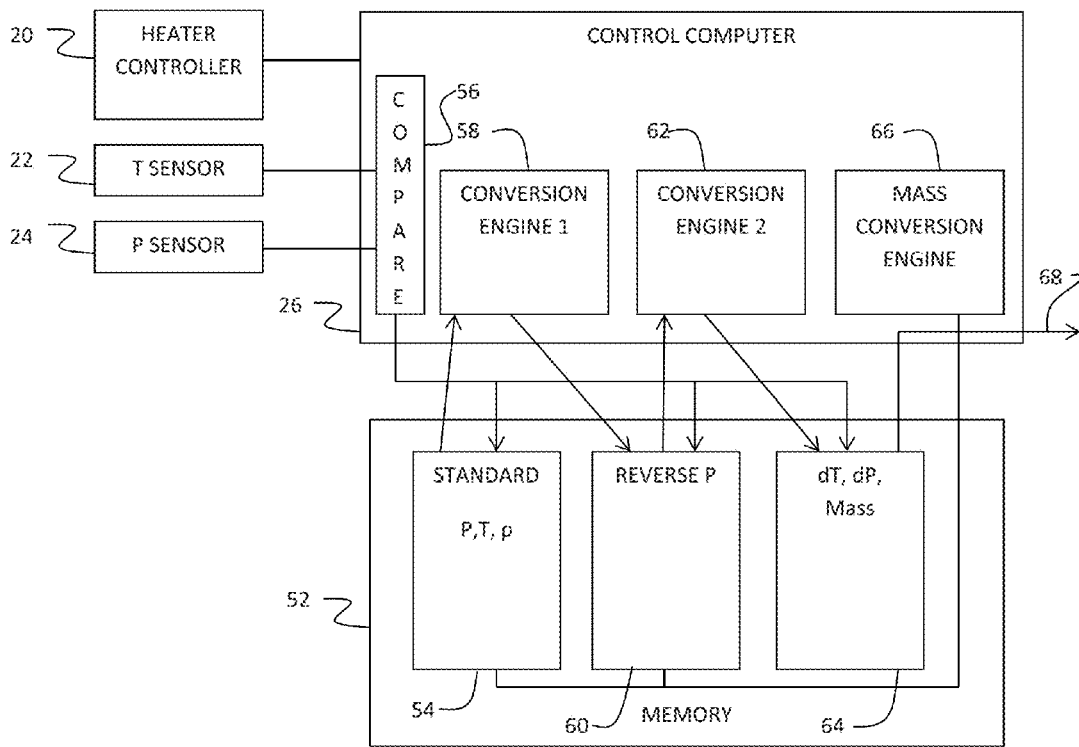 20
HEATER
CONTROLLER
CONTROL COMPUTER
22
T SENSOR
24
P SENSOR
C
O
M
P
A
R
E
56
58
CONVERSION
ENGINE 1
62
CONVERSION
ENGINE 2
66
MASS
CONVERSION
ENGINE
26
68
52
STANDARD
P,T, p
REVERSE P
dT, dP,
Mass
54
60
MEMORY
64